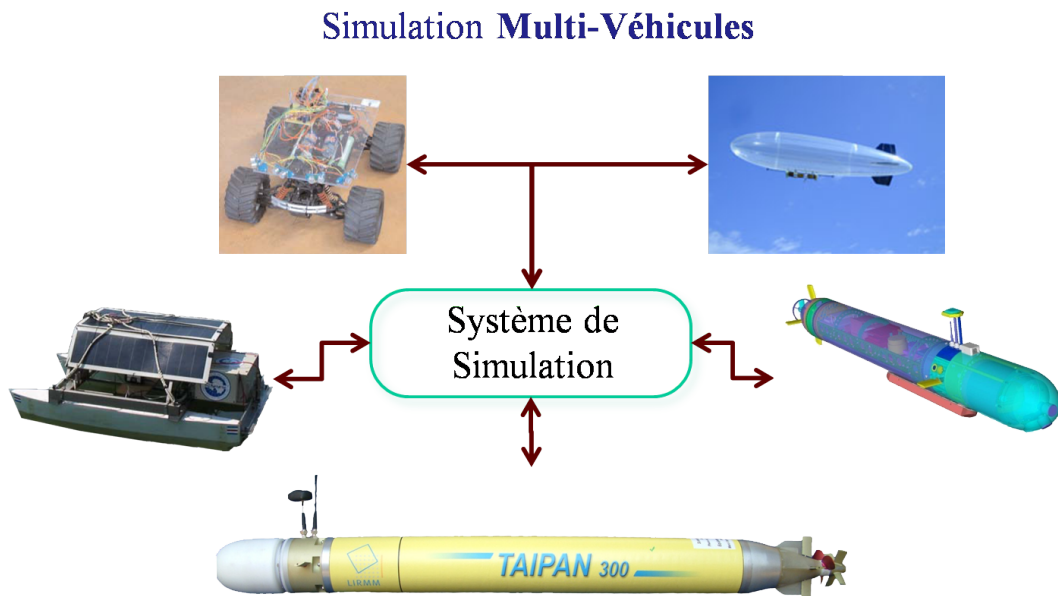 Simulation Multi-Véhicules
Système de
Simulation
LIRMM
TAIPAN 300